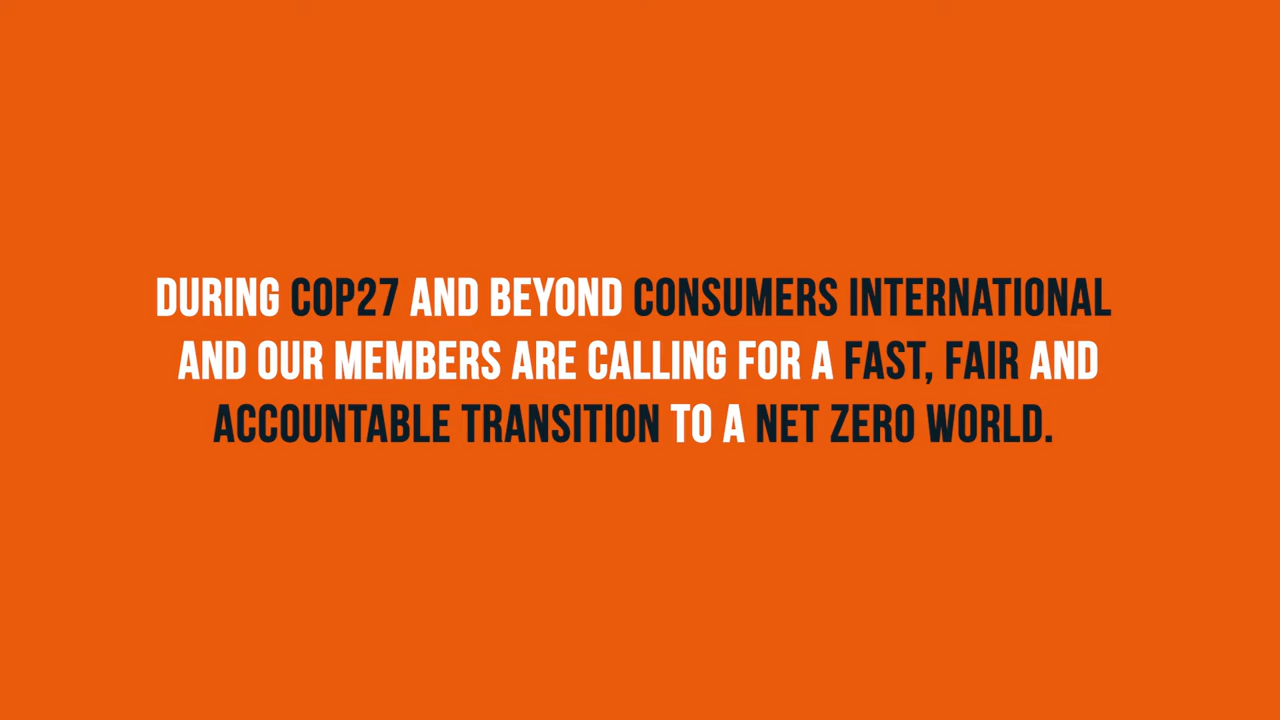 DURING COP27 AND BEYOND CONSUMERS INTERNATIONAL
AND OUR MEMBERS ARE CALLING FOR A FAST, FAIR AND
ACCOUNTABLE TRANSITION TO A NET ZERO WORLD.